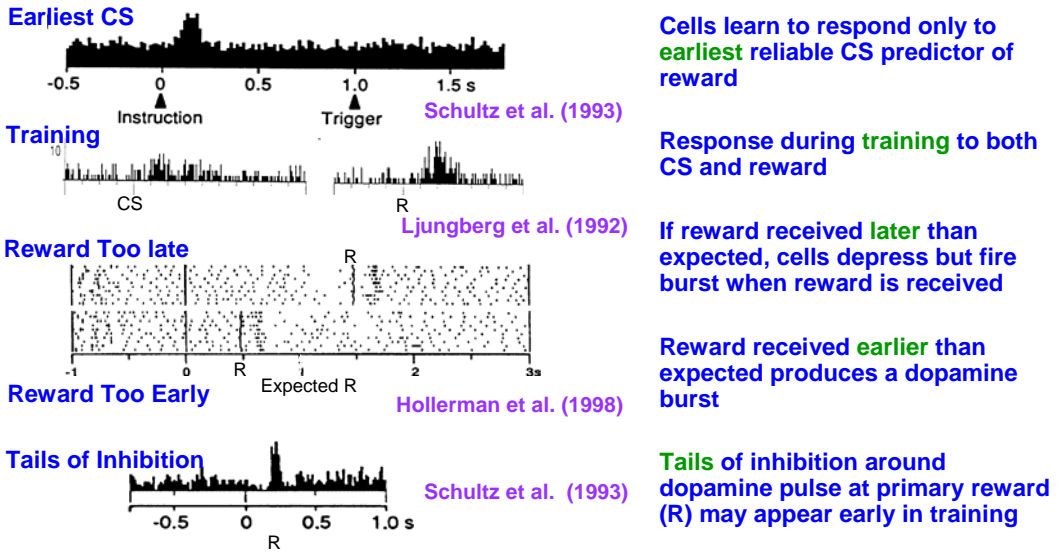 Earliest CS
-0.5 0 0.5 1.0 1.5 s
Instruction Trigger
Schultz et al. (1993)
Cells learn to respond only to
earliest reliable CS predictor of
reward
Training
10
CS R
Ljungberg et al. (1992)
Response during training to both
CS and reward
Reward Too late
R
-1 0 1 2 3s
R
Expected R
Reward Too Early
Hollerman et al. (1998)
If reward received later than
expected, cells depress but fire
burst when reward is received
Reward received earlier than
expected produces a dopamine
burst
Tails of Inhibition
Schultz et al. (1993)
-0.5 0 0.5 1.0 s
R
Tails of inhibition around
dopamine pulse at primary reward
(R) may appear early in training